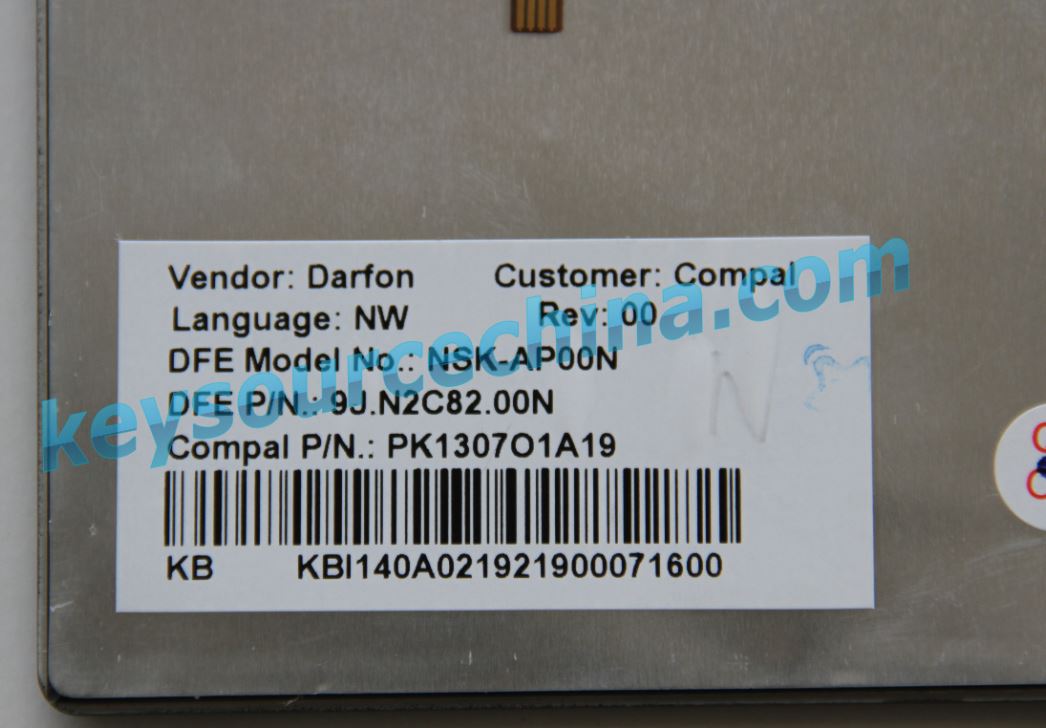 Vendor: Darfon Customer: Compal
Language: NW Rev: 00
DFE Model No.: NSK-AP00N
DFE P/N.: 9J.N2C82.00N
Compal P/N.: PK1307O1A19
KB KBI140A021921900071600
keysourcechina.com
N